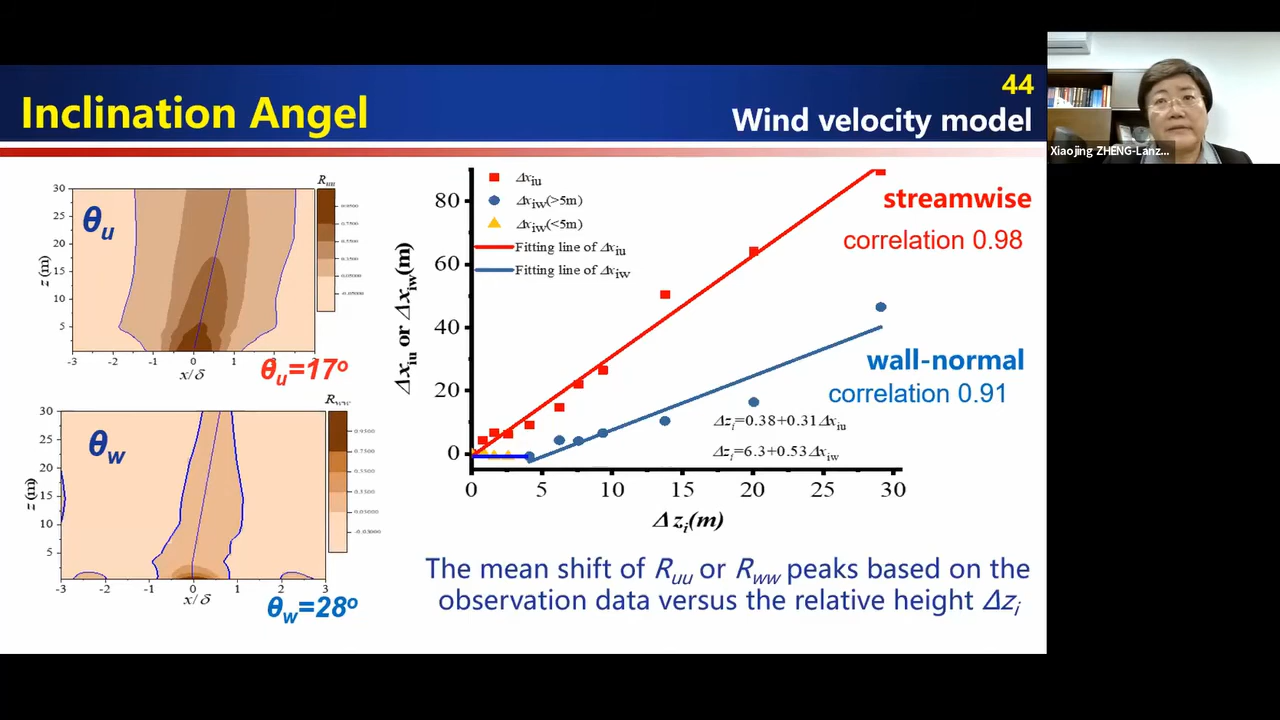 44
Inclination Angel
Wind velocity model
Xiaojing ZHENG-Lanz...
Ruu
θu
30
25
20
15
10
5
z(m)
-3 -2 -1 0 1 2 3
x/δ
θu=17o
θw
30
25
20
15
10
5
z(m)
-3 -2 -1 0 1 2 3
x/δ
θw=28o
Δxiu
Δxiw(>5m)
Δxiw(<5m)
Fitting line of Δxiu
Fitting line of Δxiw
80
60
40
20
0
Δxiu or Δxiw(m)
0 5 10 15 20 25 30
Δzi(m)
streamwise
correlation 0.98
wall-normal
correlation 0.91
Δzi=0.38+0.31Δxiu
Δzi=6.3+0.53Δxiw
The mean shift of Ruu or Rww peaks based on the
observation data versus the relative height Δzi